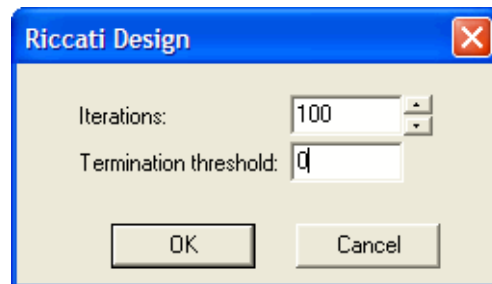 Riccati Design
Iterations: 100
Termination threshold: 0
OK Cancel